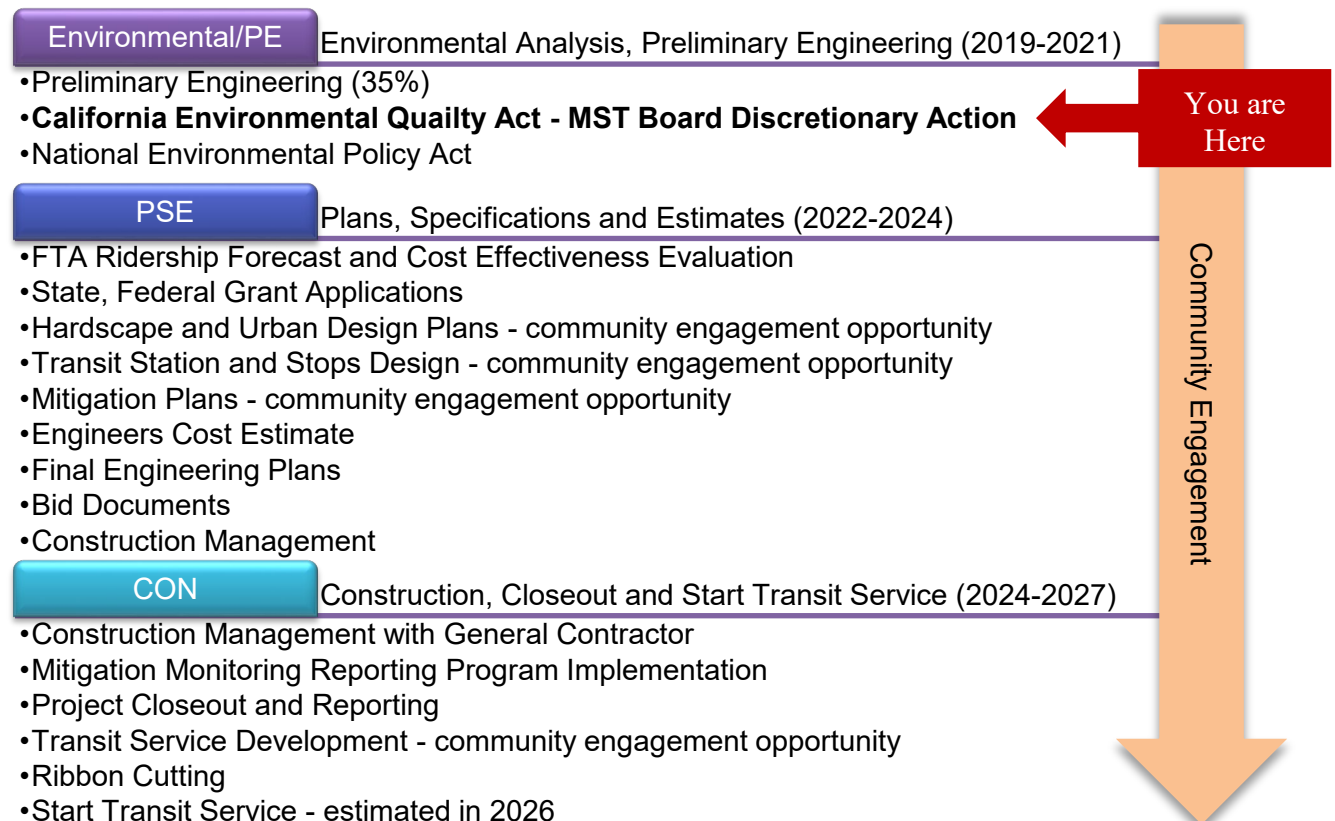 Environmental/PE
Environmental Analysis, Preliminary Engineering (2019-2021)
•Preliminary Engineering (35%)
•California Environmental Quailty Act - MST Board Discretionary Action
•National Environmental Policy Act
You are
Here
PSE
Plans, Specifications and Estimates (2022-2024)
•FTA Ridership Forecast and Cost Effectiveness Evaluation
•State, Federal Grant Applications
•Hardscape and Urban Design Plans - community engagement opportunity
•Transit Station and Stops Design - community engagement opportunity
•Mitigation Plans - community engagement opportunity
•Engineers Cost Estimate
•Final Engineering Plans
•Bid Documents
•Construction Management
CON
Construction, Closeout and Start Transit Service (2024-2027)
•Construction Management with General Contractor
•Mitigation Monitoring Reporting Program Implementation
•Project Closeout and Reporting
•Transit Service Development - community engagement opportunity
•Ribbon Cutting
•Start Transit Service - estimated in 2026
Community Engagement